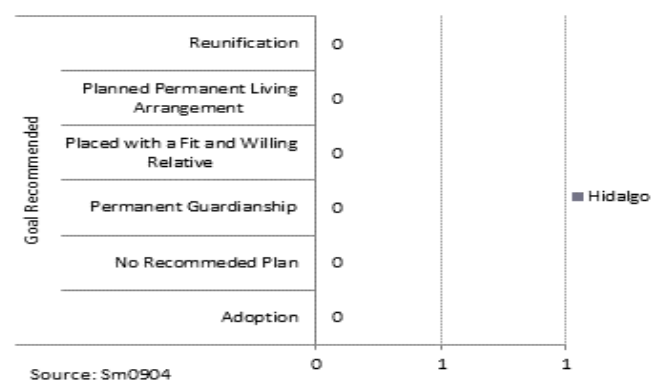 Goal Recommended
Reunification 0
Planned Permanent Living
Arrangement 0
Placed with a Fit and Willing
Relative 0
Permanent Guardianship 0
No Recommeded Plan 0
Adoption 0
Hidalgo
0 1 1
Source: Sm0904